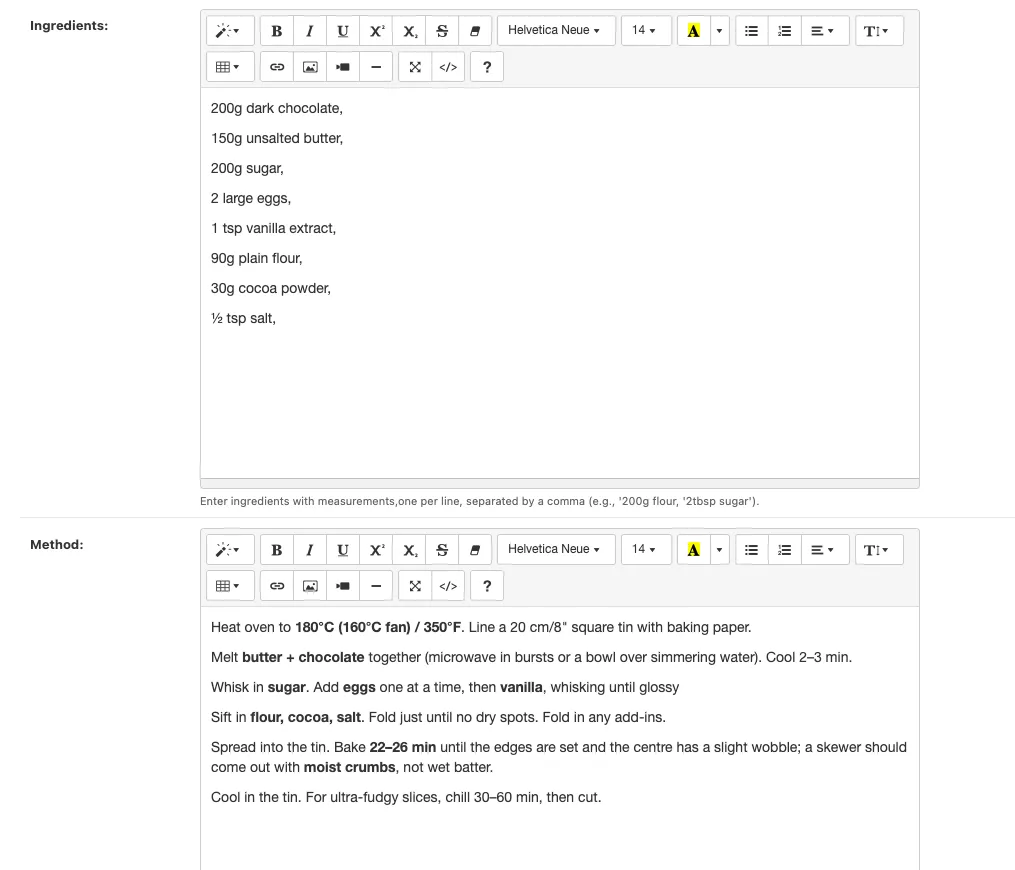 Ingredients:
B I U X² X₂ S Helvetica Neue 14 A T
</> ?
200g dark chocolate,
150g unsalted butter,
200g sugar,
2 large eggs,
1 tsp vanilla extract,
90g plain flour,
30g cocoa powder,
½ tsp salt,
Enter ingredients with measurements,one per line, separated by a comma (e.g., '200g flour, '2tbsp sugar').
Method:
B I U X² X₂ S Helvetica Neue 14 A T
</> ?
Heat oven to 180°C (160°C fan) / 350°F. Line a 20 cm/8" square tin with baking paper.
Melt butter + chocolate together (microwave in bursts or a bowl over simmering water). Cool 2–3 min.
Whisk in sugar. Add eggs one at a time, then vanilla, whisking until glossy
Sift in flour, cocoa, salt. Fold just until no dry spots. Fold in any add-ins.
Spread into the tin. Bake 22–26 min until the edges are set and the centre has a slight wobble; a skewer should
come out with moist crumbs, not wet batter.
Cool in the tin. For ultra-fudgy slices, chill 30–60 min, then cut.